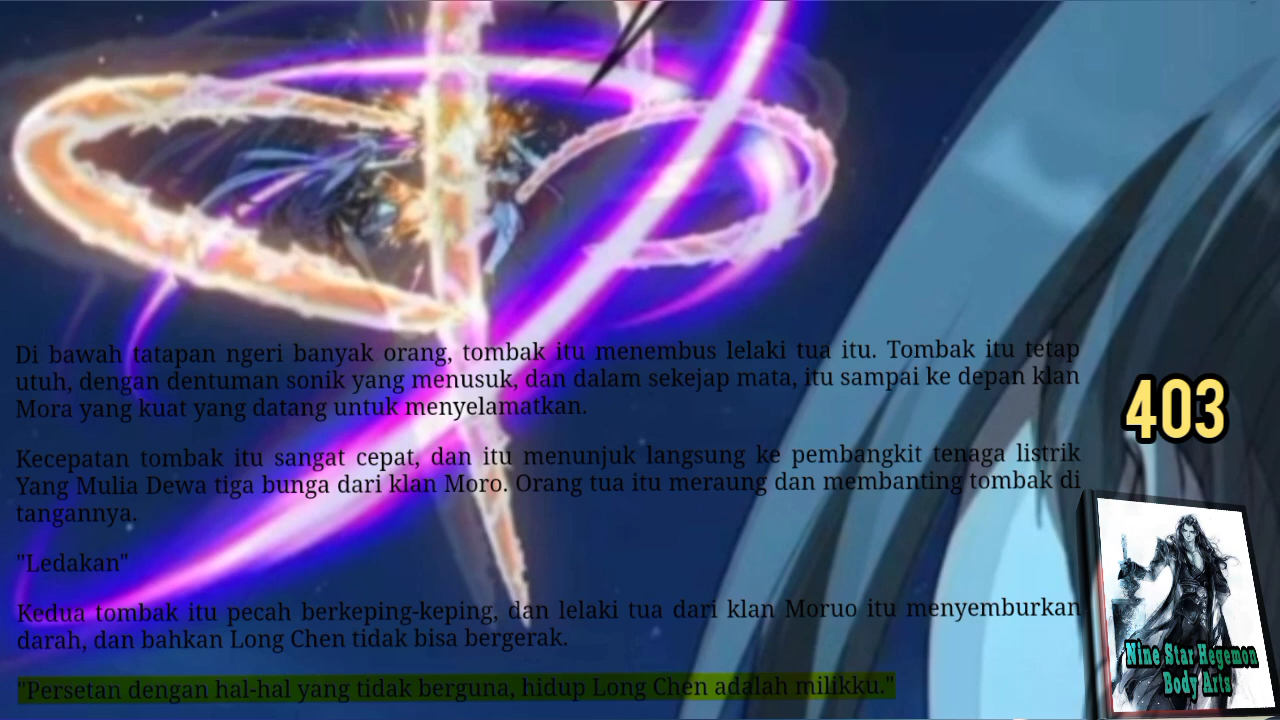 Di bawah tatapan ngeri banyak orang, tombak itu menembus lelaki tua itu. Tombak itu tetap
utuh, dengan dentuman sonik yang menusuk, dan dalam sekejap mata, itu sampai ke depan klan
Mora yang kuat yang datang untuk menyelamatkan.
Kecepatan tombak itu sangat cepat, dan itu menunjuk langsung ke pembangkit tenaga listrik
Yang Mulia Dewa tiga bunga dari klan Moro. Orang tua itu meraung dan membanting tombak di
tangannya.
"Ledakan"
Kedua tombak itu pecah berkeping-keping, dan lelaki tua dari klan Moruo itu menyemburkan
darah, dan bahkan Long Chen tidak bisa bergerak.
"Persetan dengan hal-hal yang tidak berguna, hidup Long Chen adalah milikku."
403
Nine Star Hegemon
Body Arts